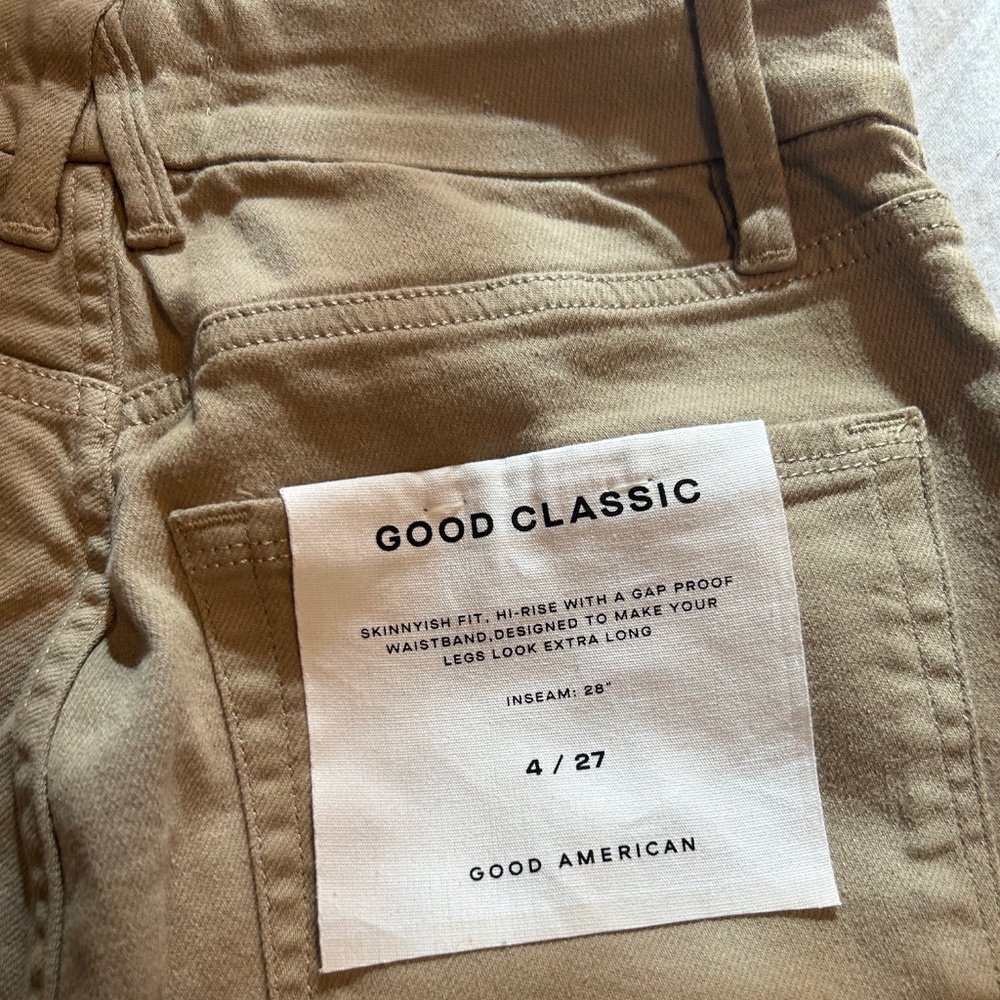 GOOD CLASSIC
SKINNYISH FIT, HI-RISE WITH A GAP PROOF
WAISTBAND,DESIGNED TO MAKE YOUR
LEGS LOOK EXTRA LONG
INSEAM: 28"
4 / 27
GOOD AMERICAN